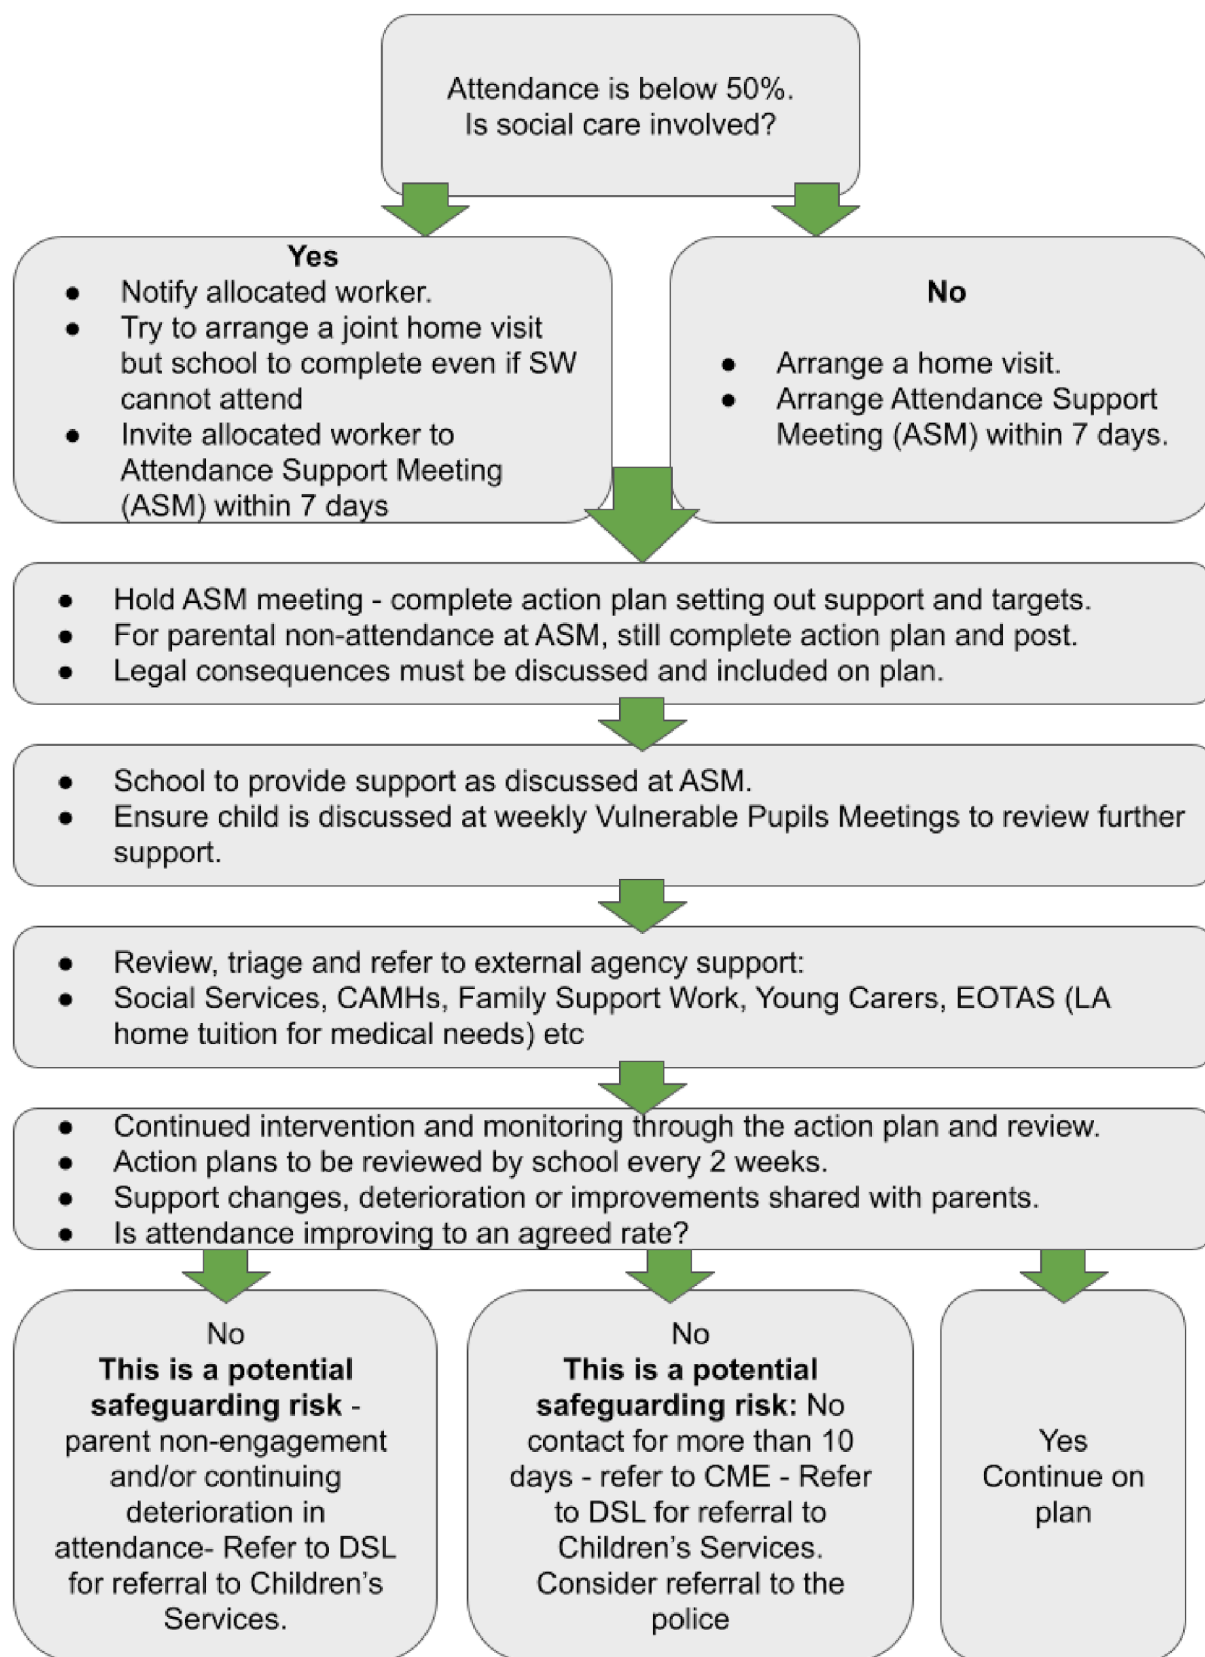 Attendance is below 50%.
Is social care involved?
Yes
● Notify allocated worker.
● Try to arrange a joint home visit
but school to complete even if SW
cannot attend
● Invite allocated worker to
Attendance Support Meeting
(ASM) within 7 days
No
● Arrange a home visit.
● Arrange Attendance Support
Meeting (ASM) within 7 days.
● Hold ASM meeting - complete action plan setting out support and targets.
● For parental non-attendance at ASM, still complete action plan and post.
● Legal consequences must be discussed and included on plan.
● School to provide support as discussed at ASM.
● Ensure child is discussed at weekly Vulnerable Pupils Meetings to review further
support.
● Review, triage and refer to external agency support:
● Social Services, CAMHs, Family Support Work, Young Carers, EOTAS (LA
home tuition for medical needs) etc
● Continued intervention and monitoring through the action plan and review.
● Action plans to be reviewed by school every 2 weeks.
● Support changes, deterioration or improvements shared with parents.
● Is attendance improving to an agreed rate?
No
This is a potential
safeguarding risk -
parent non-engagement
and/or continuing
deterioration in
attendance- Refer to DSL
for referral to Children’s
Services.
No
This is a potential
safeguarding risk: No
contact for more than 10
days - refer to CME - Refer
to DSL for referral to
Children’s Services.
Consider referral to the
police
Yes
Continue on
plan